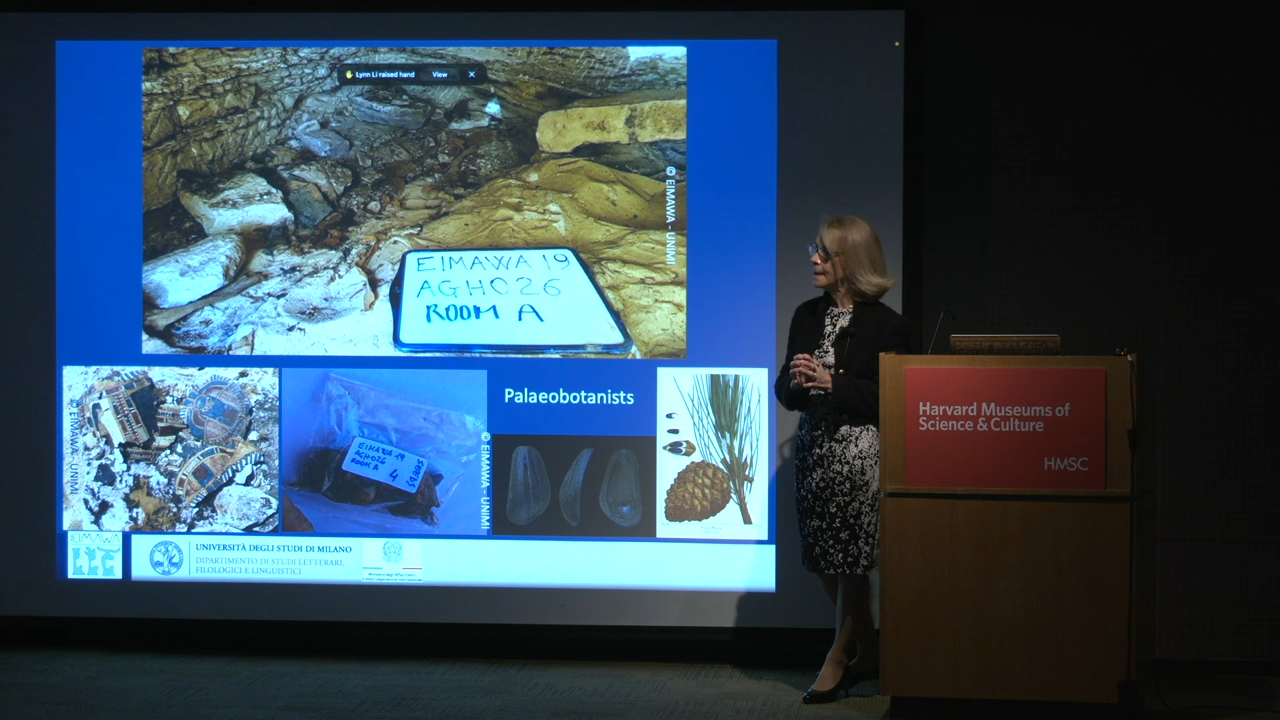 Lynn Li raised hand View
© EIMAWA - UNIMI
EIMAWA 19
AGH026
ROOM A
© EIMAWA - UNIMI
EIMAWA 19
AGH026
ROOM A
4
SEEDS
© EIMAWA - UNIMI
Palaeobotanists
EIMAWA
UNIVERSITÀ DEGLI STUDI DI MILANO
DIPARTIMENTO DI STUDI LETTERARI,
FILOLOGICI E LINGUISTICI
Harvard Museums of
Science & Culture
HMSC